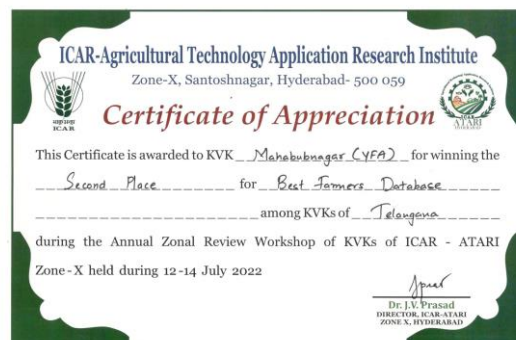 ICAR-Agricultural Technology Application Research Institute
Zone-X, Santoshnagar, Hyderabad- 500 059
Certificate of Appreciation
ICAR
ATARI
HYDERABAD
This Certificate is awarded to KVK Mahabubnagar (YFA) for winning the
Second Place for Best Farmers Database
among KVKs of Telangana
during the Annual Zonal Review Workshop of KVKs of ICAR - ATARI
Zone-X held during 12-14 July 2022
Dr. J.V. Prasad
DIRECTOR, ICAR-ATARI
ZONE X, HYDERABAD